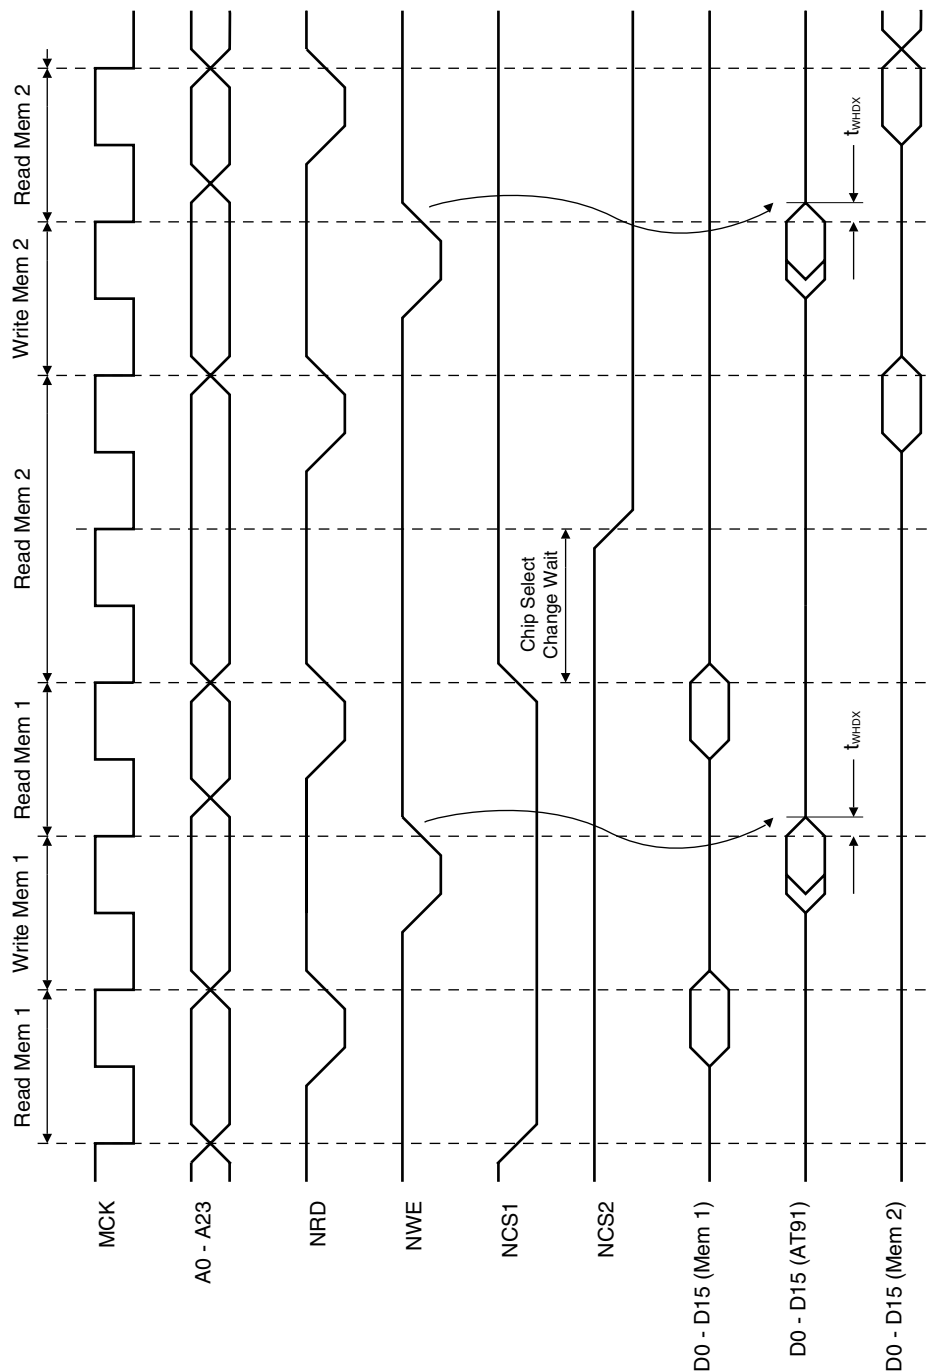 Read Mem 1
Write Mem 1
Read Mem 1
Read Mem 2
Write Mem 2
Read Mem 2
MCK
A0 - A23
NRD
NWE
NCS1
Chip Select
Change Wait
NCS2
D0 - D15 (Mem 1)
D0 - D15 (AT91)
tWHDX
tWHDX
D0 - D15 (Mem 2)